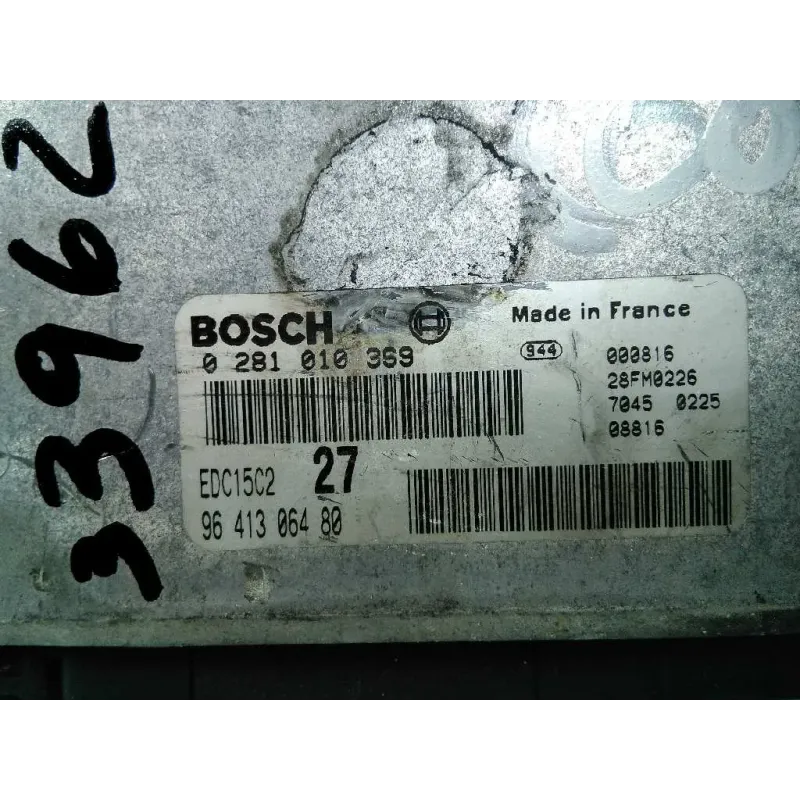 33962
BOSCH
Made in France
0 281 010 369
944
000816
28FM0226
7045 0225
08816
EDC15C2
27
96 413 064 80